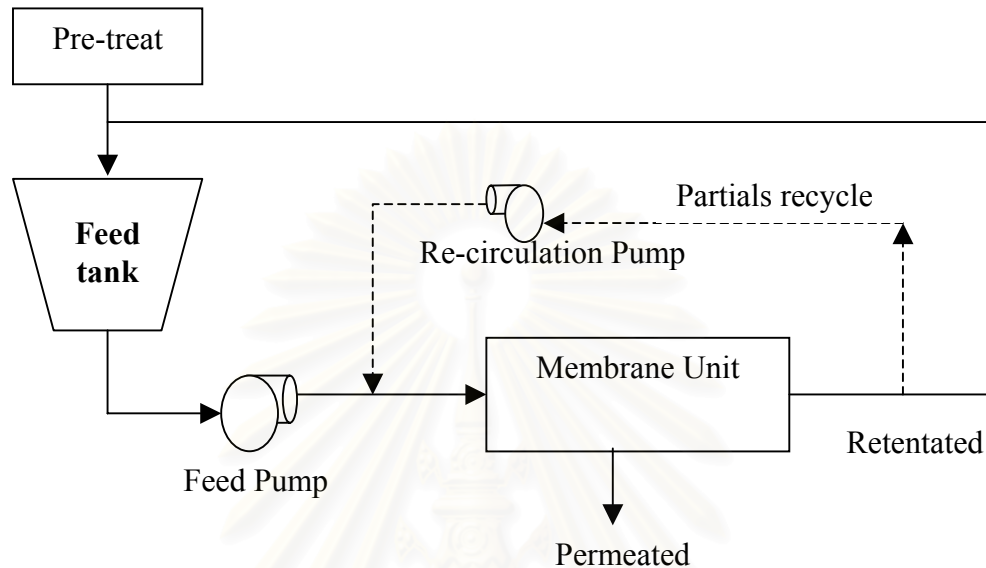 Pre-treat
Feed
tank
Partials recycle
Re-circulation Pump
Membrane Unit
Feed Pump
Retentated
Permeated